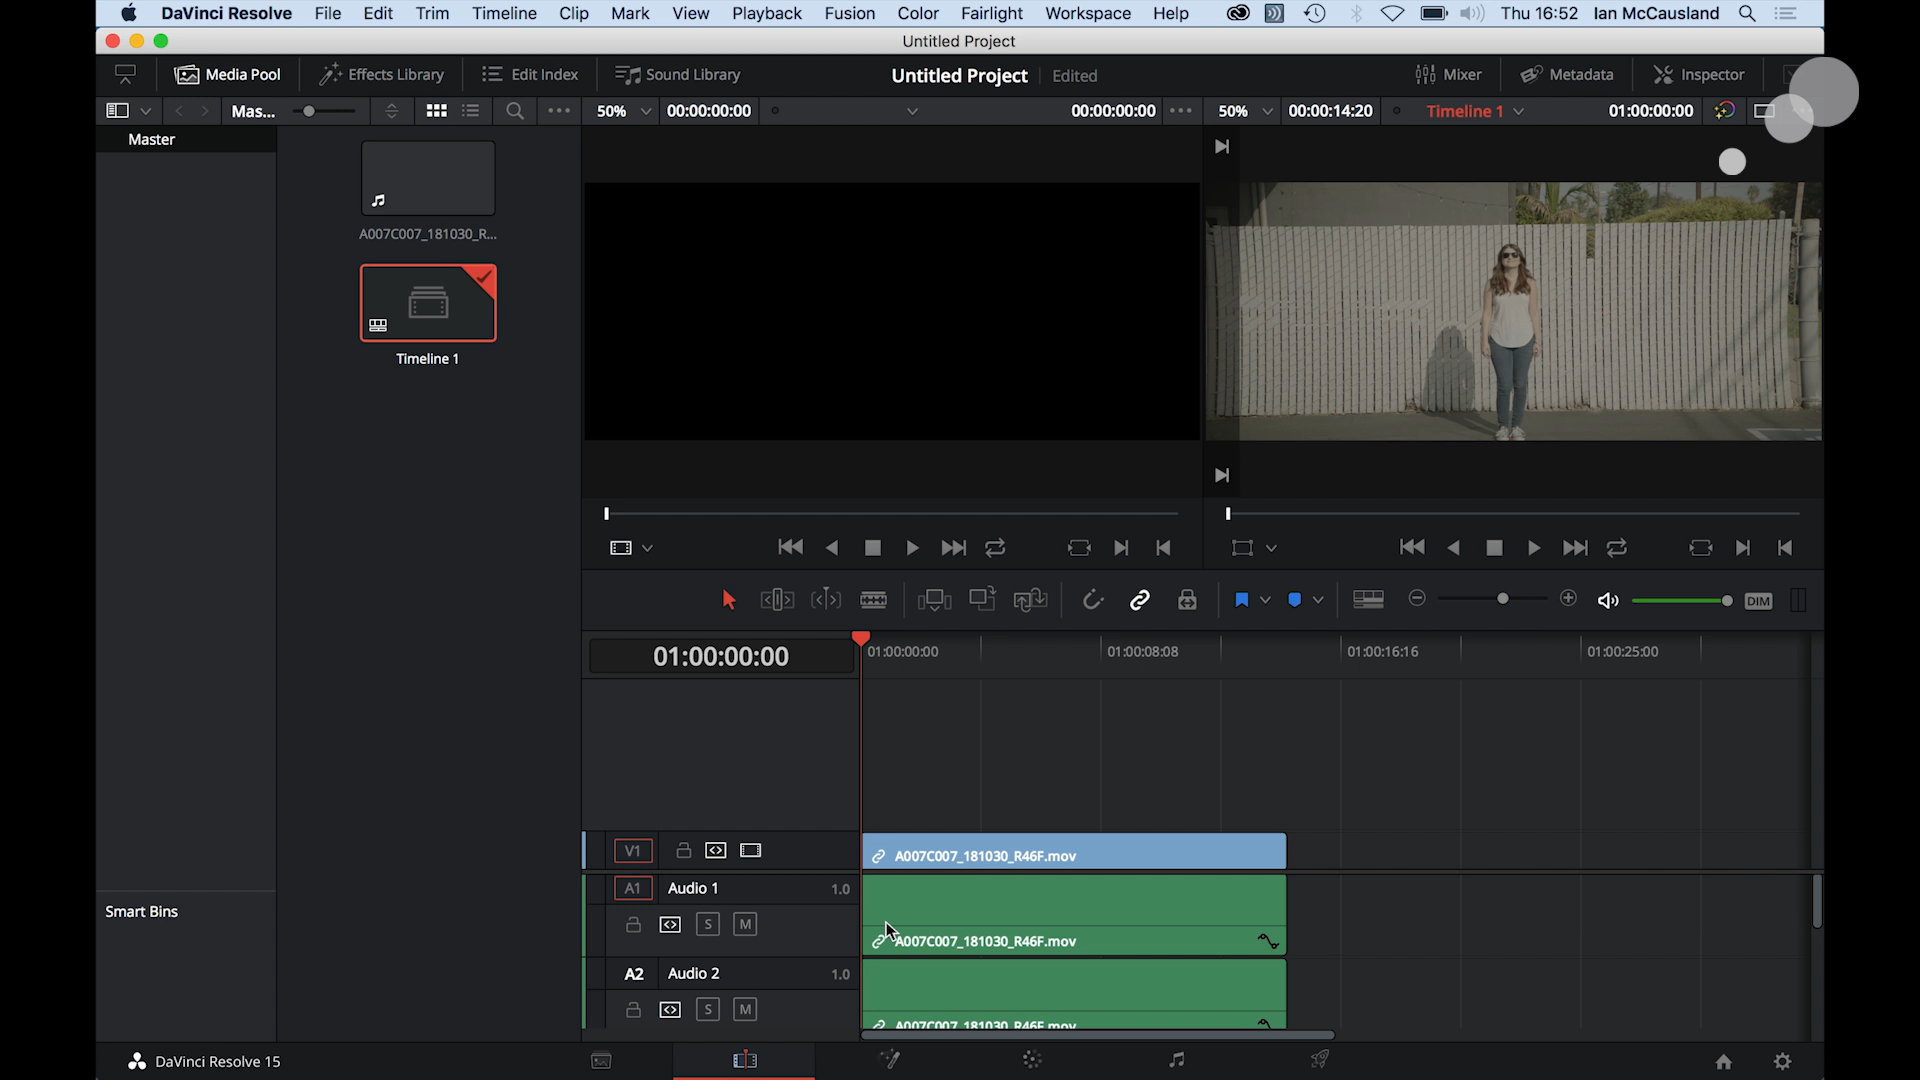 DaVinci Resolve File Edit Trim Timeline Clip Mark View Playback Fusion Color Fairlight Workspace Help Thu 16:52 Ian McCausland
Untitled Project
Media Pool Effects Library Edit Index Sound Library Untitled Project Edited Mixer Metadata Inspector
Mas... 50% 00:00:00:00 00:00:00:00 50% 00:00:14:20 Timeline 1 01:00:00:00
Master
A007C007_181030_R...
Timeline 1
DIM
01:00:00:00 01:00:00:00 01:00:08:08 01:00:16:16 01:00:25:00
V1 A007C007_181030_R46F.mov
A1 Audio 1 1.0
S M A007C007_181030_R46F.mov
A2 Audio 2 1.0
S M A007C007_181030_R46F.mov
Smart Bins
DaVinci Resolve 15